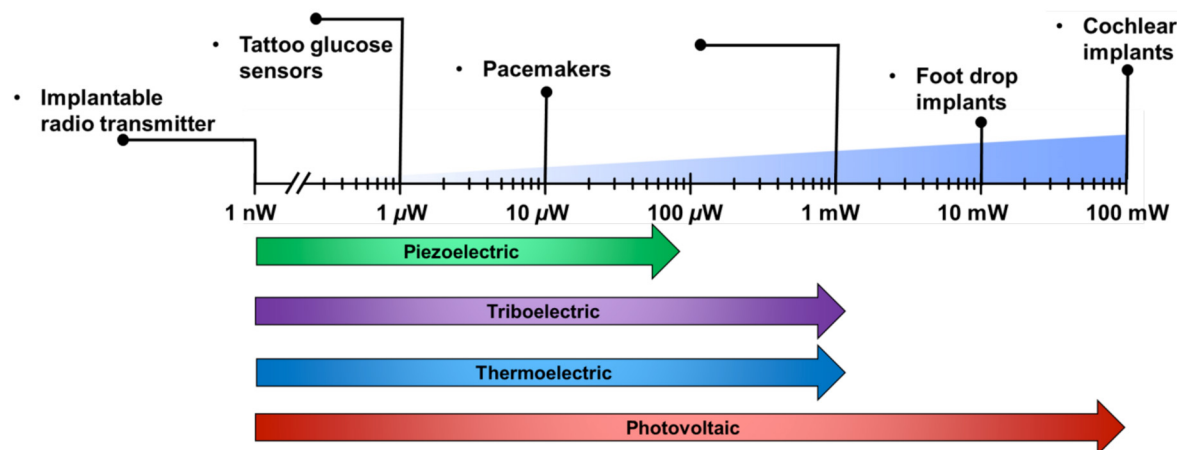 • Implantable
radio transmitter
• Tattoo glucose
sensors
• Pacemakers
• Foot drop
implants
• Cochlear
implants
1 nW 1 µW 10 µW 100 µW 1 mW 10 mW 100 mW
Piezoelectric
Triboelectric
Thermoelectric
Photovoltaic